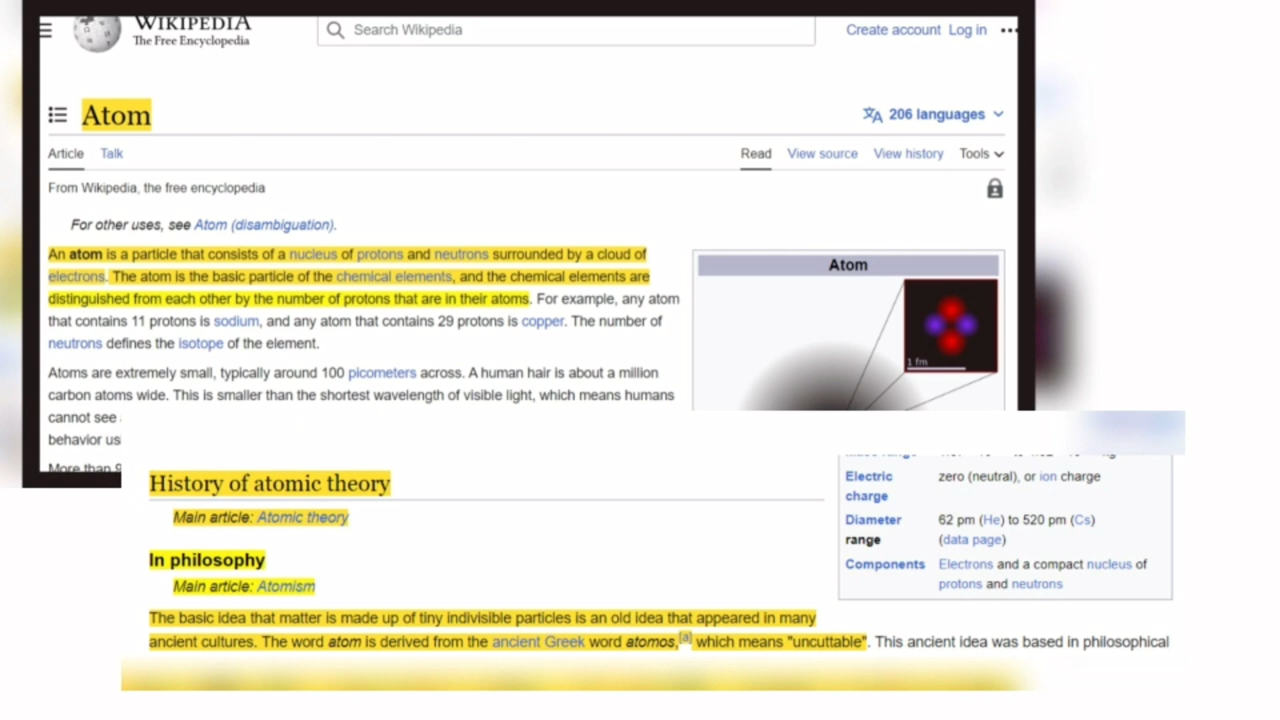 WIKIPEDIA
The Free Encyclopedia
Search Wikipedia
Create account Log in
Atom
206 languages
Article Talk
Read View source View history Tools
From Wikipedia, the free encyclopedia
For other uses, see Atom (disambiguation).
An atom is a particle that consists of a nucleus of protons and neutrons surrounded by a cloud of
electrons. The atom is the basic particle of the chemical elements, and the chemical elements are
distinguished from each other by the number of protons that are in their atoms. For example, any atom
that contains 11 protons is sodium, and any atom that contains 29 protons is copper. The number of
neutrons defines the isotope of the element.
Atoms are extremely small, typically around 100 picometers across. A human hair is about a million
carbon atoms wide. This is smaller than the shortest wavelength of visible light, which means humans
cannot see
behavior us
More than
Atom
1 fm
History of atomic theory
Main article: Atomic theory
In philosophy
Main article: Atomism
The basic idea that matter is made up of tiny indivisible particles is an old idea that appeared in many
ancient cultures. The word atom is derived from the ancient Greek word atomos,[a] which means "uncuttable". This ancient idea was based in philosophical
Electric zero (neutral), or ion charge
charge
Diameter 62 pm (He) to 520 pm (Cs)
range (data page)
Components Electrons and a compact nucleus of
protons and neutrons